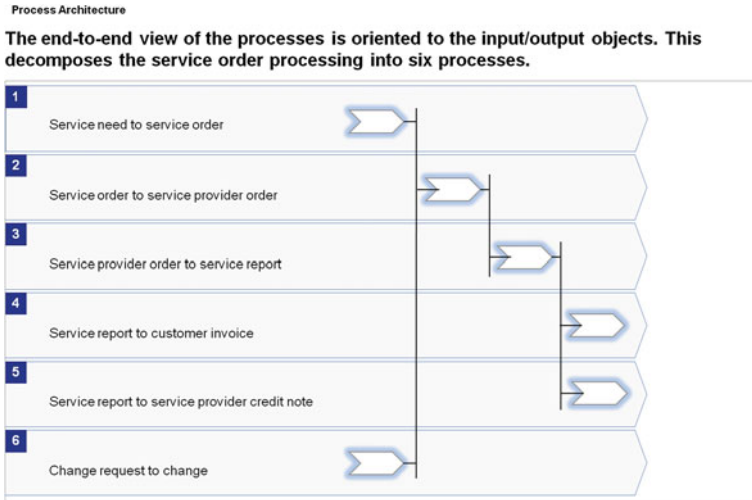 Process Architecture
The end-to-end view of the processes is oriented to the input/output objects. This
decomposes the service order processing into six processes.
1
Service need to service order
2
Service order to service provider order
3
Service provider order to service report
4
Service report to customer invoice
5
Service report to service provider credit note
6
Change request to change